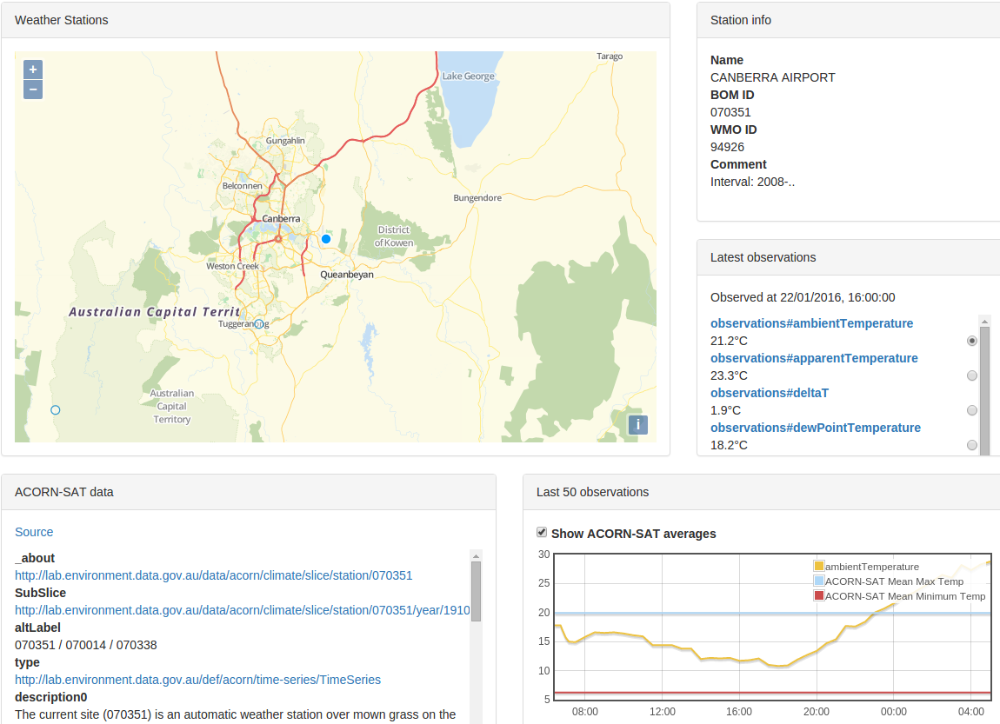 Weather Stations
+
−
Tarago
Lake George
Gungahlin
Belconnen
Bungendore
Canberra
District
of Kowen
Weston Creek
Queanbeyan
Australian Capital Territ
Tuggeranong
Australian
Capital
Territory
i
Station info
Name
CANBERRA AIRPORT
BOM ID
070351
WMO ID
94926
Comment
Interval: 2008-..
Latest observations
Observed at 22/01/2016, 16:00:00
observations#ambientTemperature
21.2°C
observations#apparentTemperature
23.3°C
observations#deltaT
1.9°C
observations#dewPointTemperature
18.2°C
ACORN-SAT data
Source
_about
http://lab.environment.data.gov.au/data/acorn/climate/slice/station/070351
SubSlice
http://lab.environment.data.gov.au/data/acorn/climate/slice/station/070351/year/1910
altLabel
070351 / 070014 / 070338
type
http://lab.environment.data.gov.au/def/acorn/time-series/TimeSeries
description0
The current site (070351) is an automatic weather station over mown grass on the
Last 50 observations
Show ACORN-SAT averages
30
25
20
15
10
5
ambientTemperature
ACORN-SAT Mean Max Temp
ACORN-SAT Mean Minimum Temp
08:00 12:00 16:00 20:00 00:00 04:00